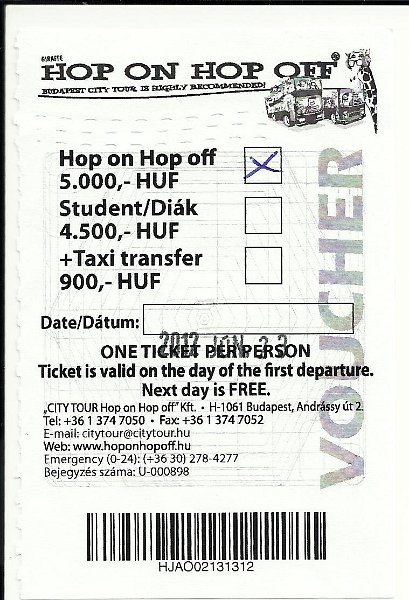 GIRAFFE
HOP ON HOP OFF®
BUDAPEST CITY TOUR IS HIGHLY RECOMMENDED!
Hop on Hop off
5.000,- HUF
Student/Diák
4.500,- HUF
+Taxi transfer
900,- HUF
VOUCHER
Date/Dátum:
ONE TICKET PER PERSON
Ticket is valid on the day of the first departure.
Next day is FREE.
„CITY TOUR Hop on Hop off" Kft. • H-1061 Budapest, Andrássy út 2.
Tel: +36 1 374 7050 • Fax: +36 1 374 7052
E-mail: citytour@citytour.hu
Web: www.hoponhopoff.hu
Emergency (0-24): (+36 30) 278-4277
Bejegyzés száma: U-000898
HJAO02131312